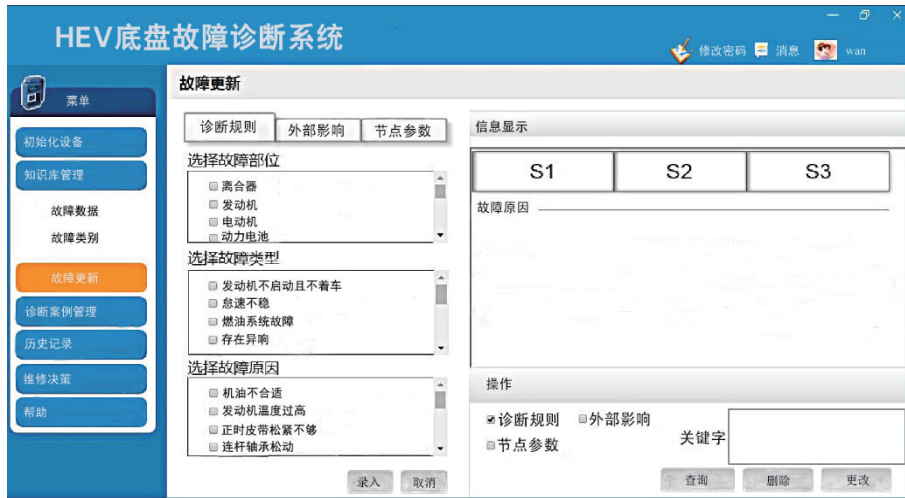 HEV底盘故障诊断系统
修改密码 消息 wan
菜单
初始化设备
知识库管理
故障数据
故障类别
故障更新
诊断案例管理
历史记录
维修决策
帮助
故障更新
诊断规则 外部影响 节点参数
选择故障部位
离合器
发动机
电动机
动力电池
选择故障类型
发动机不启动且不着车
怠速不稳
燃油系统故障
存在异响
选择故障原因
机油不合适
发动机温度过高
正时皮带松紧不够
连杆轴承松动
录入 取消
信息显示
S1 S2 S3
故障原因
操作
诊断规则 外部影响
节点参数
关键字
查询 删除 更改